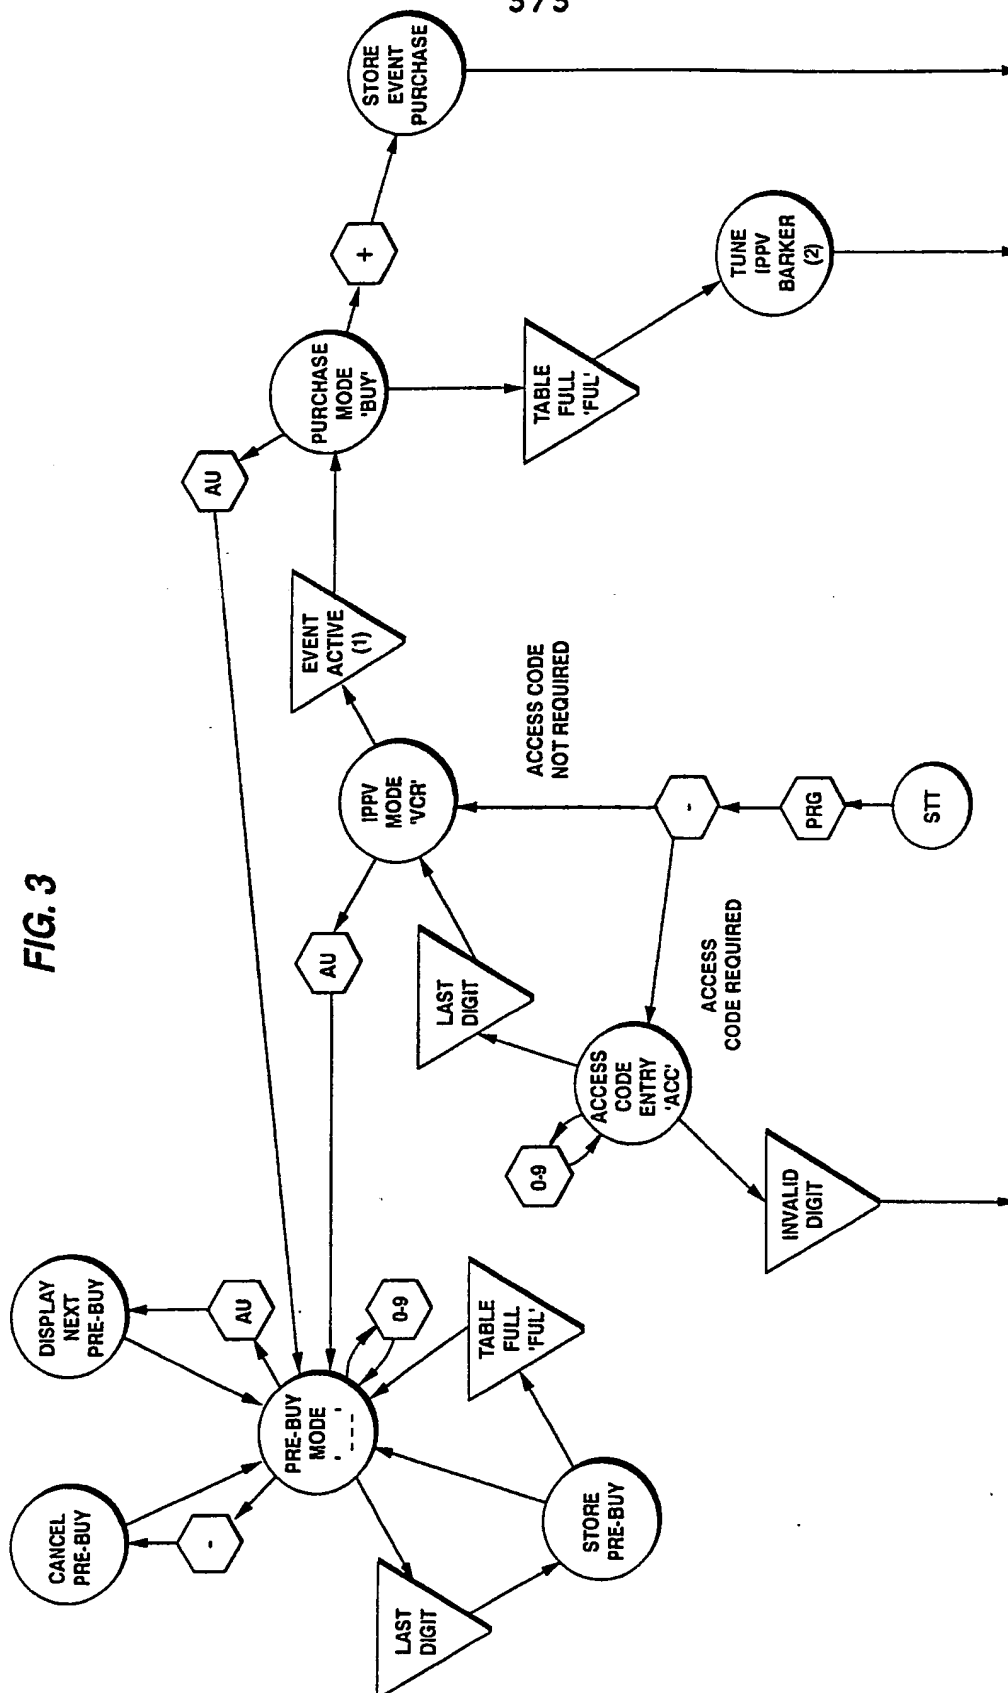 3/3
FIG. 3
CANCEL
PRE-BUY
-
DISPLAY
NEXT
PRE-BUY
AU
PRE-BUY
MODE
'_ _ _'
0-9
LAST
DIGIT
STORE
PRE-BUY
TABLE
FULL
'FUL'
AU
AU
IPPV
MODE
'VCR'
EVENT
ACTIVE
(1)
PURCHASE
MODE
'BUY'
+
STORE
EVENT
PURCHASE
TABLE
FULL
'FUL'
TUNE
IPPV
BARKER
(2)
LAST
DIGIT
0-9
ACCESS
CODE
ENTRY
'ACC'
INVALID
DIGIT
ACCESS
CODE REQUIRED
ACCESS CODE
NOT REQUIRED
-
PRG
STT